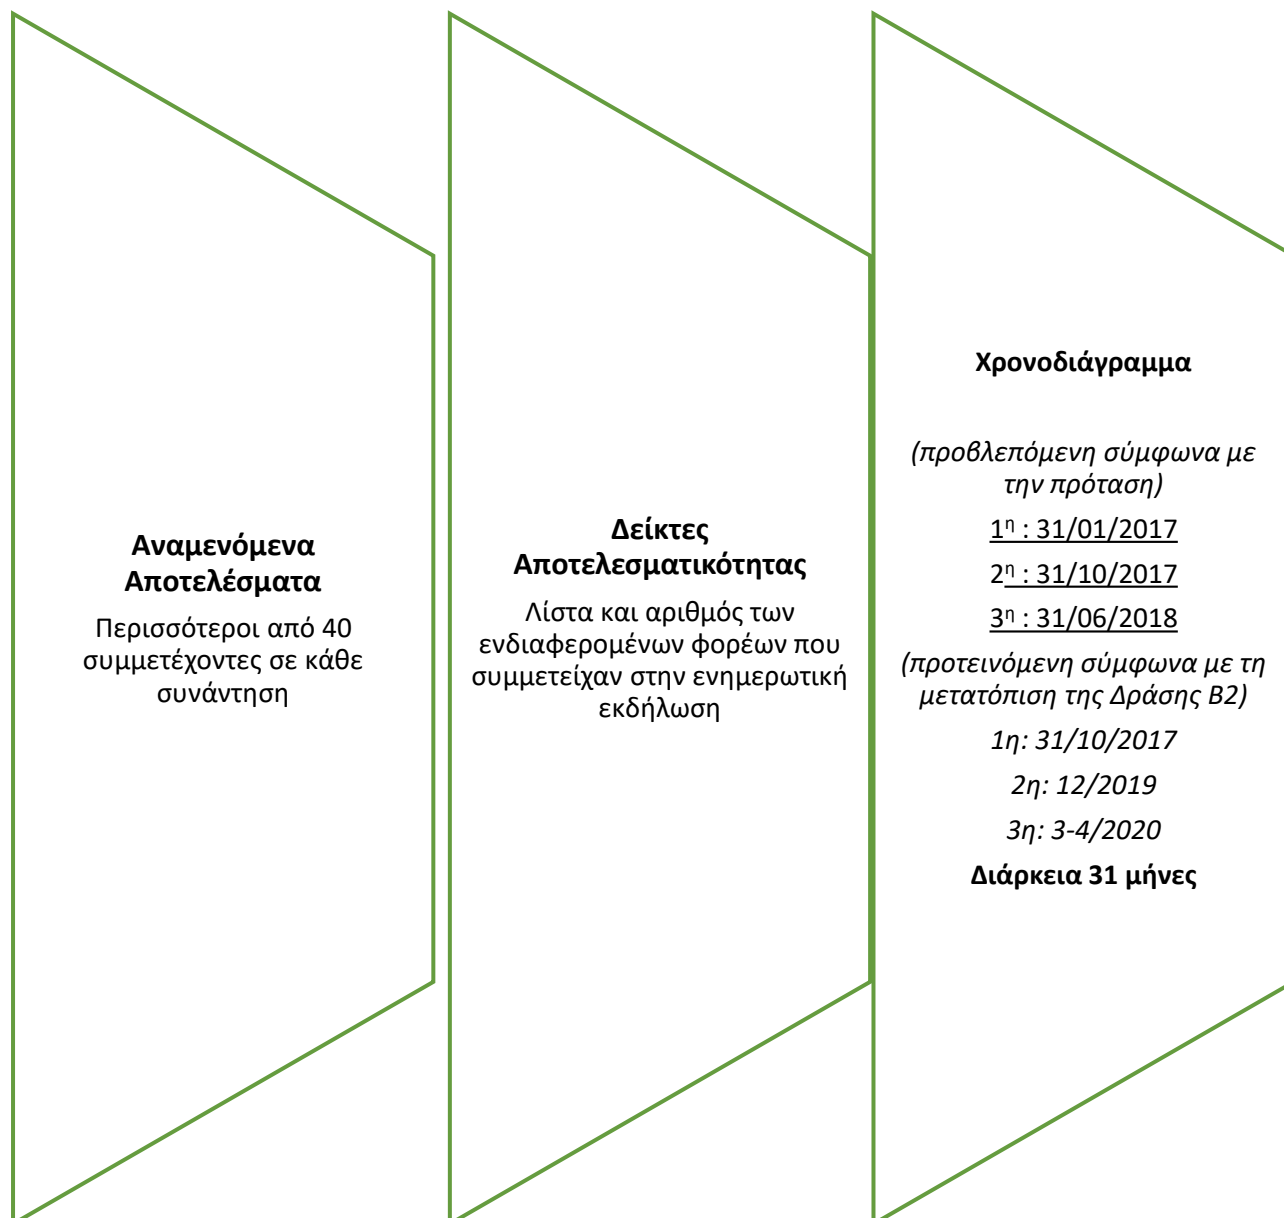 Αναμενόμενα
Αποτελέσματα
Περισσότεροι από 40
συμμετέχοντες σε κάθε
συνάντηση
Δείκτες
Αποτελεσματικότητας
Λίστα και αριθμός των
ενδιαφερομένων φορέων που
συμμετείχαν στην ενημερωτική
εκδήλωση
Χρονοδιάγραμμα
(προβλεπόμενη σύμφωνα με
την πρόταση)
1η : 31/01/2017
2η : 31/10/2017
3η : 31/06/2018
(προτεινόμενη σύμφωνα με τη
μετατόπιση της Δράσης Β2)
1η: 31/10/2017
2η: 12/2019
3η: 3-4/2020
Διάρκεια 31 μήνες